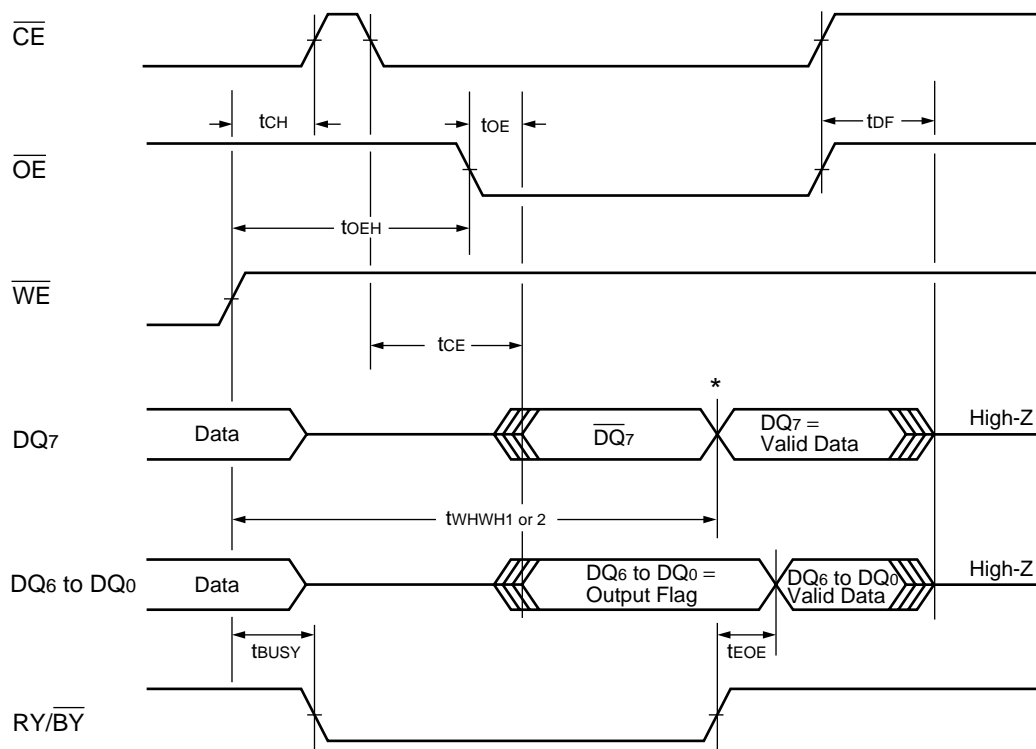 CE
tCH
tOE
tDF
OE
tOEH
WE
tCE
*
DQ7
Data
DQ7
DQ7 =
Valid Data
High-Z
tWHWH1 or 2
DQ6 to DQ0
Data
DQ6 to DQ0 =
Output Flag
DQ6 to DQ0
Valid Data
High-Z
tBUSY
tEOE
RY/BY